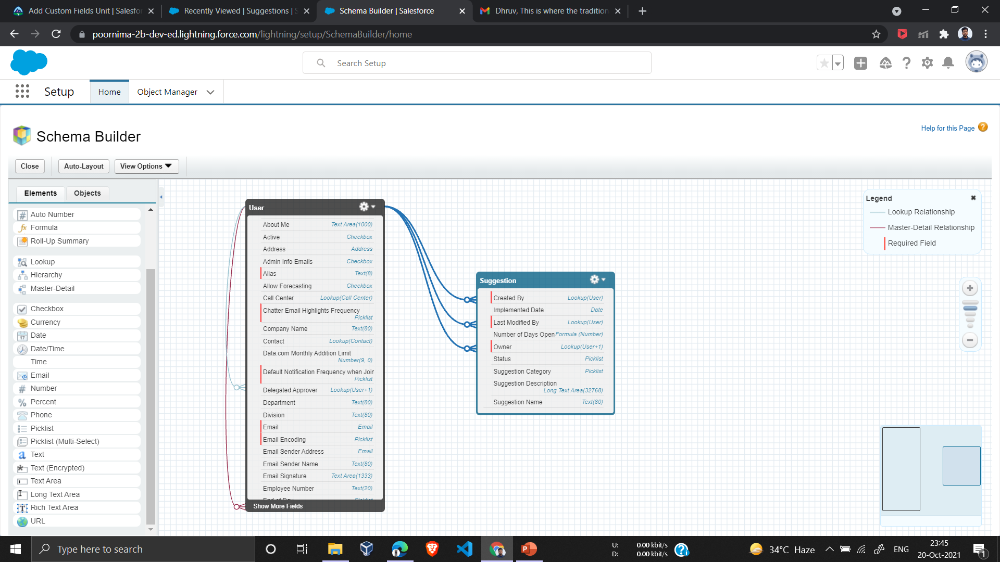 Add Custom Fields Unit | Salesfor
Recently Viewed | Suggestions | S
Schema Builder | Salesforce
Dhruv, This is where the tradition
poornima-2b-dev-ed.lightning.force.com/lightning/setup/SchemaBuilder/home
Search Setup
Setup
Home
Object Manager
Schema Builder
Help for this Page
Close
Auto-Layout
View Options
Elements
Objects
Auto Number
Formula
Roll-Up Summary
Lookup
Hierarchy
Master-Detail
Checkbox
Currency
Date
Date/Time
Time
Email
Number
Percent
Phone
Picklist
Picklist (Multi-Select)
Text
Text (Encrypted)
Text Area
Long Text Area
Rich Text Area
URL
User
About Me Text Area(1000)
Active Checkbox
Address Address
Admin Info Emails Checkbox
Alias Text(8)
Allow Forecasting Checkbox
Call Center Lookup(Call Center)
Chatter Email Highlights Frequency
Picklist
Company Name Text(80)
Contact Lookup(Contact)
Data.com Monthly Addition Limit
Number(9, 0)
Default Notification Frequency when Join
Picklist
Delegated Approver Lookup(User+1)
Department Text(80)
Division Text(80)
Email Email
Email Encoding Picklist
Email Sender Address Email
Email Sender Name Text(80)
Email Signature Text Area(1333)
Employee Number Text(20)
End of Day Picklist
Show More Fields
Suggestion
Created By Lookup(User)
Implemented Date Date
Last Modified By Lookup(User)
Number of Days Open Formula (Number)
Owner Lookup(User+1)
Status Picklist
Suggestion Category Picklist
Suggestion Description
Long Text Area(32768)
Suggestion Name Text(80)
Legend
Lookup Relationship
Master-Detail Relationship
Required Field
Type here to search
U: 0.00 kbit/s
D: 0.00 kbit/s
34°C Haze
ENG
23:45
20-Oct-2021
1